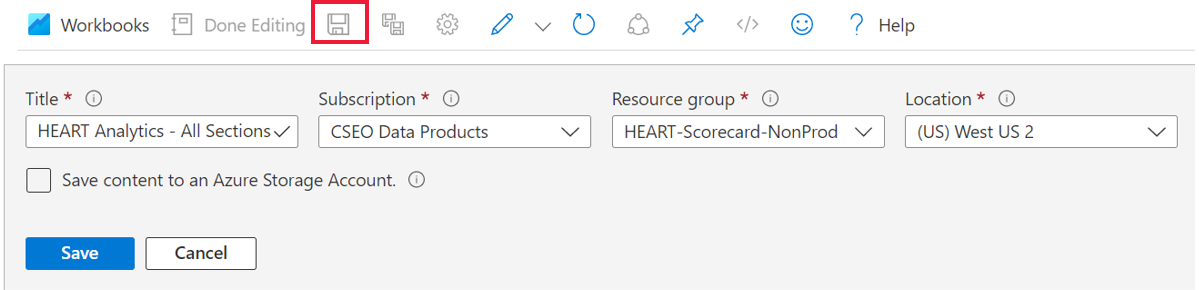 Workbooks Done Editing Help
Title * Subscription * Resource group * Location *
HEART Analytics - All Sections CSEO Data Products HEART-Scorecard-NonProd (US) West US 2
Save content to an Azure Storage Account.
Save Cancel